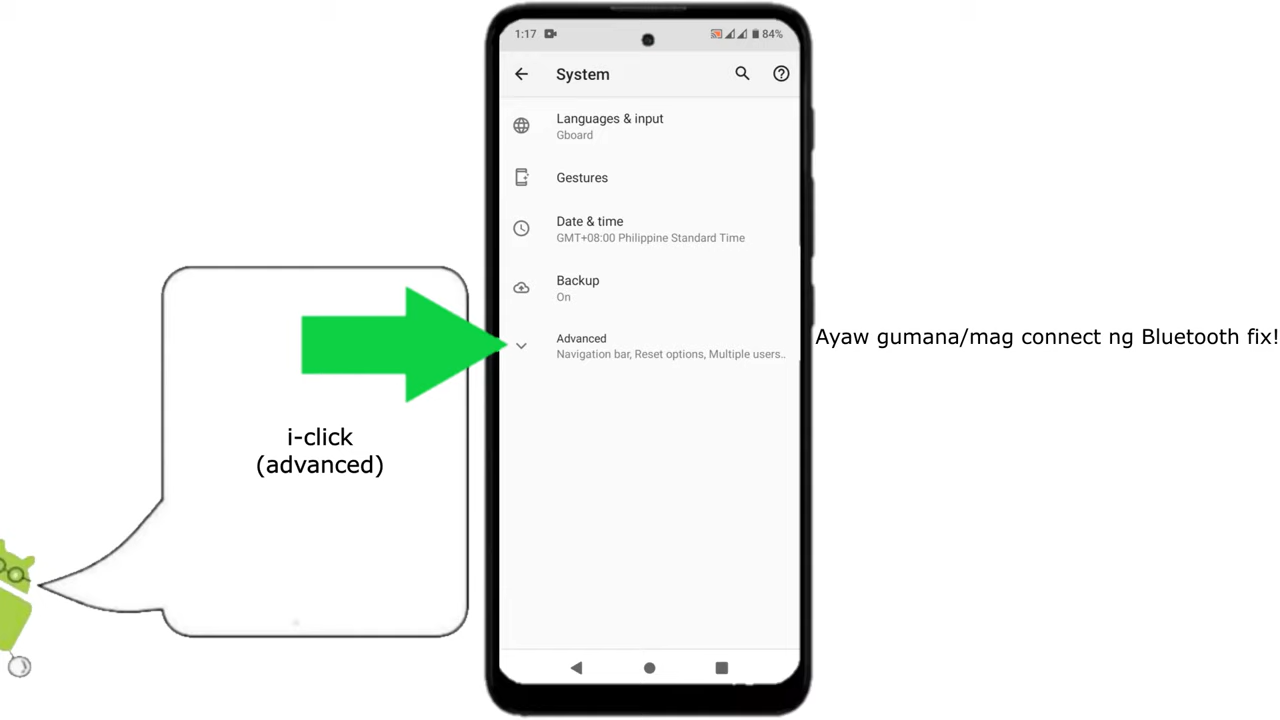 1:17
84%
System
Languages & input
Gboard
Gestures
Date & time
GMT+08:00 Philippine Standard Time
Backup
On
Advanced
Navigation bar, Reset options, Multiple users..
i-click
(advanced)
Ayaw gumana/mag connect ng Bluetooth fix!